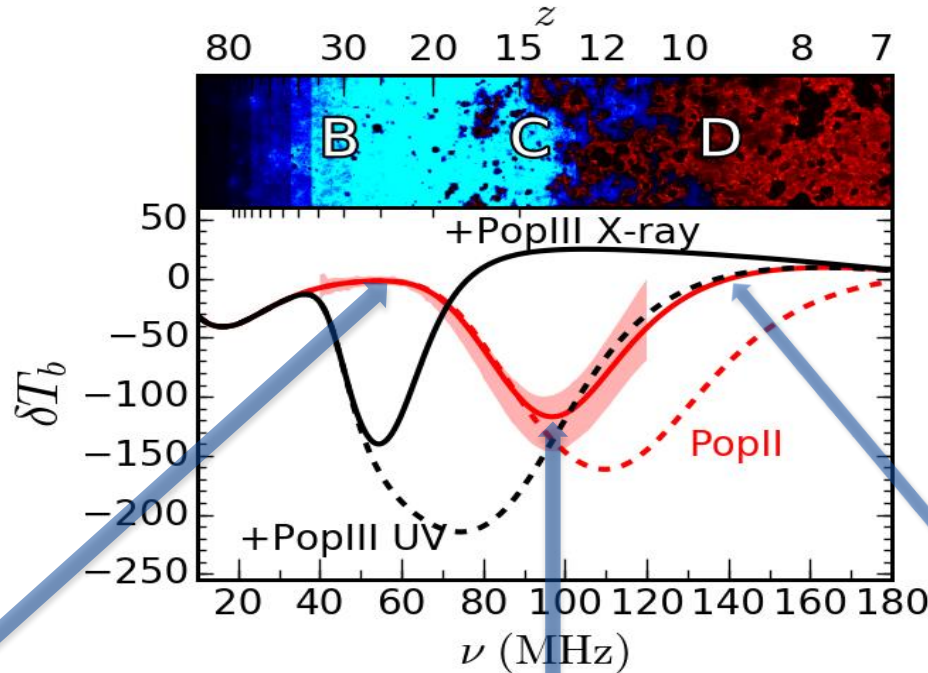 z
80 30 20 14 12 10 8 7
B C D
50
0
−50
−100
−150
−200
−250
δT_b
+PopIII X-ray
PopII
+PopIII UV
20 40 60 80 100 120 140 160 180
ν (MHz)